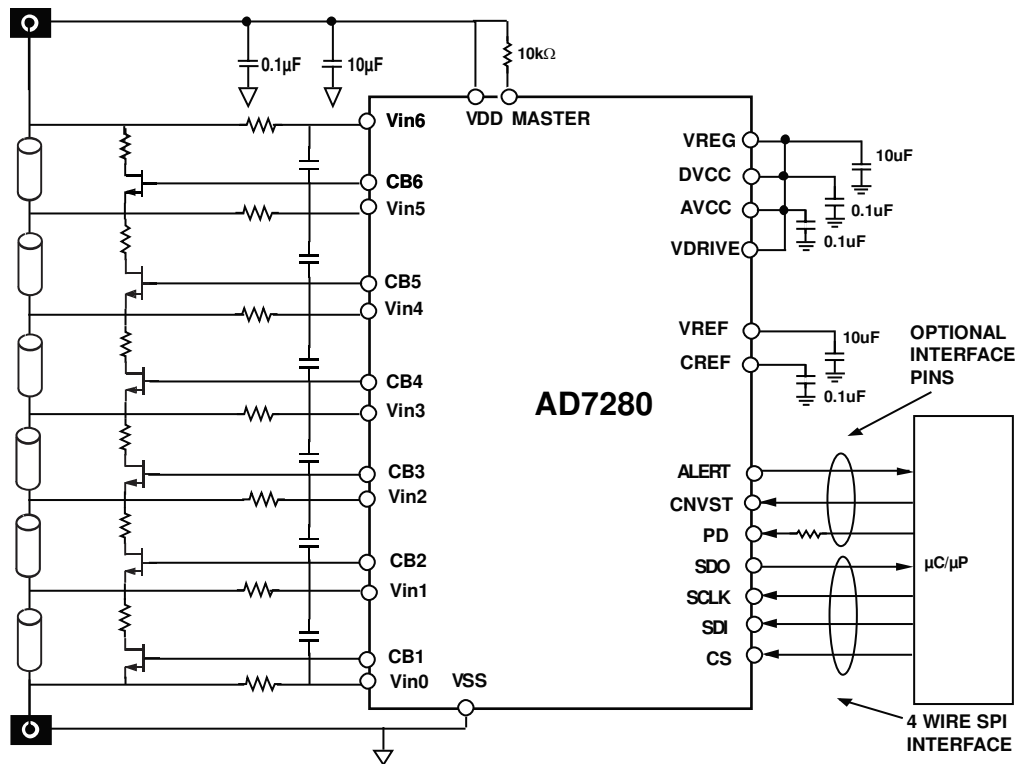 0.1µF
10µF
10kΩ
VDD MASTER
Vin6
CB6
Vin5
CB5
Vin4
CB4
Vin3
CB3
Vin2
CB2
Vin1
CB1
Vin0
VSS
AD7280
VREG
DVCC
AVCC
VDRIVE
10uF
0.1uF
0.1uF
VREF
CREF
10uF
0.1uF
OPTIONAL
INTERFACE
PINS
ALERT
CNVST
PD
SDO
SCLK
SDI
CS
µC/µP
4 WIRE SPI
INTERFACE